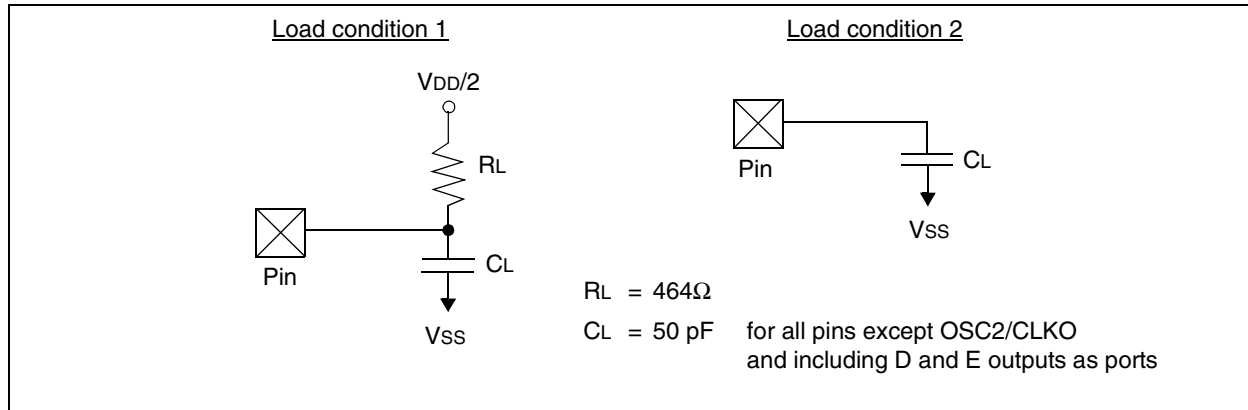 Load condition 1
VDD/2
RL
Pin
CL
VSS
Load condition 2
Pin
CL
VSS
RL = 464Ω
CL = 50 pF for all pins except OSC2/CLKO
and including D and E outputs as ports